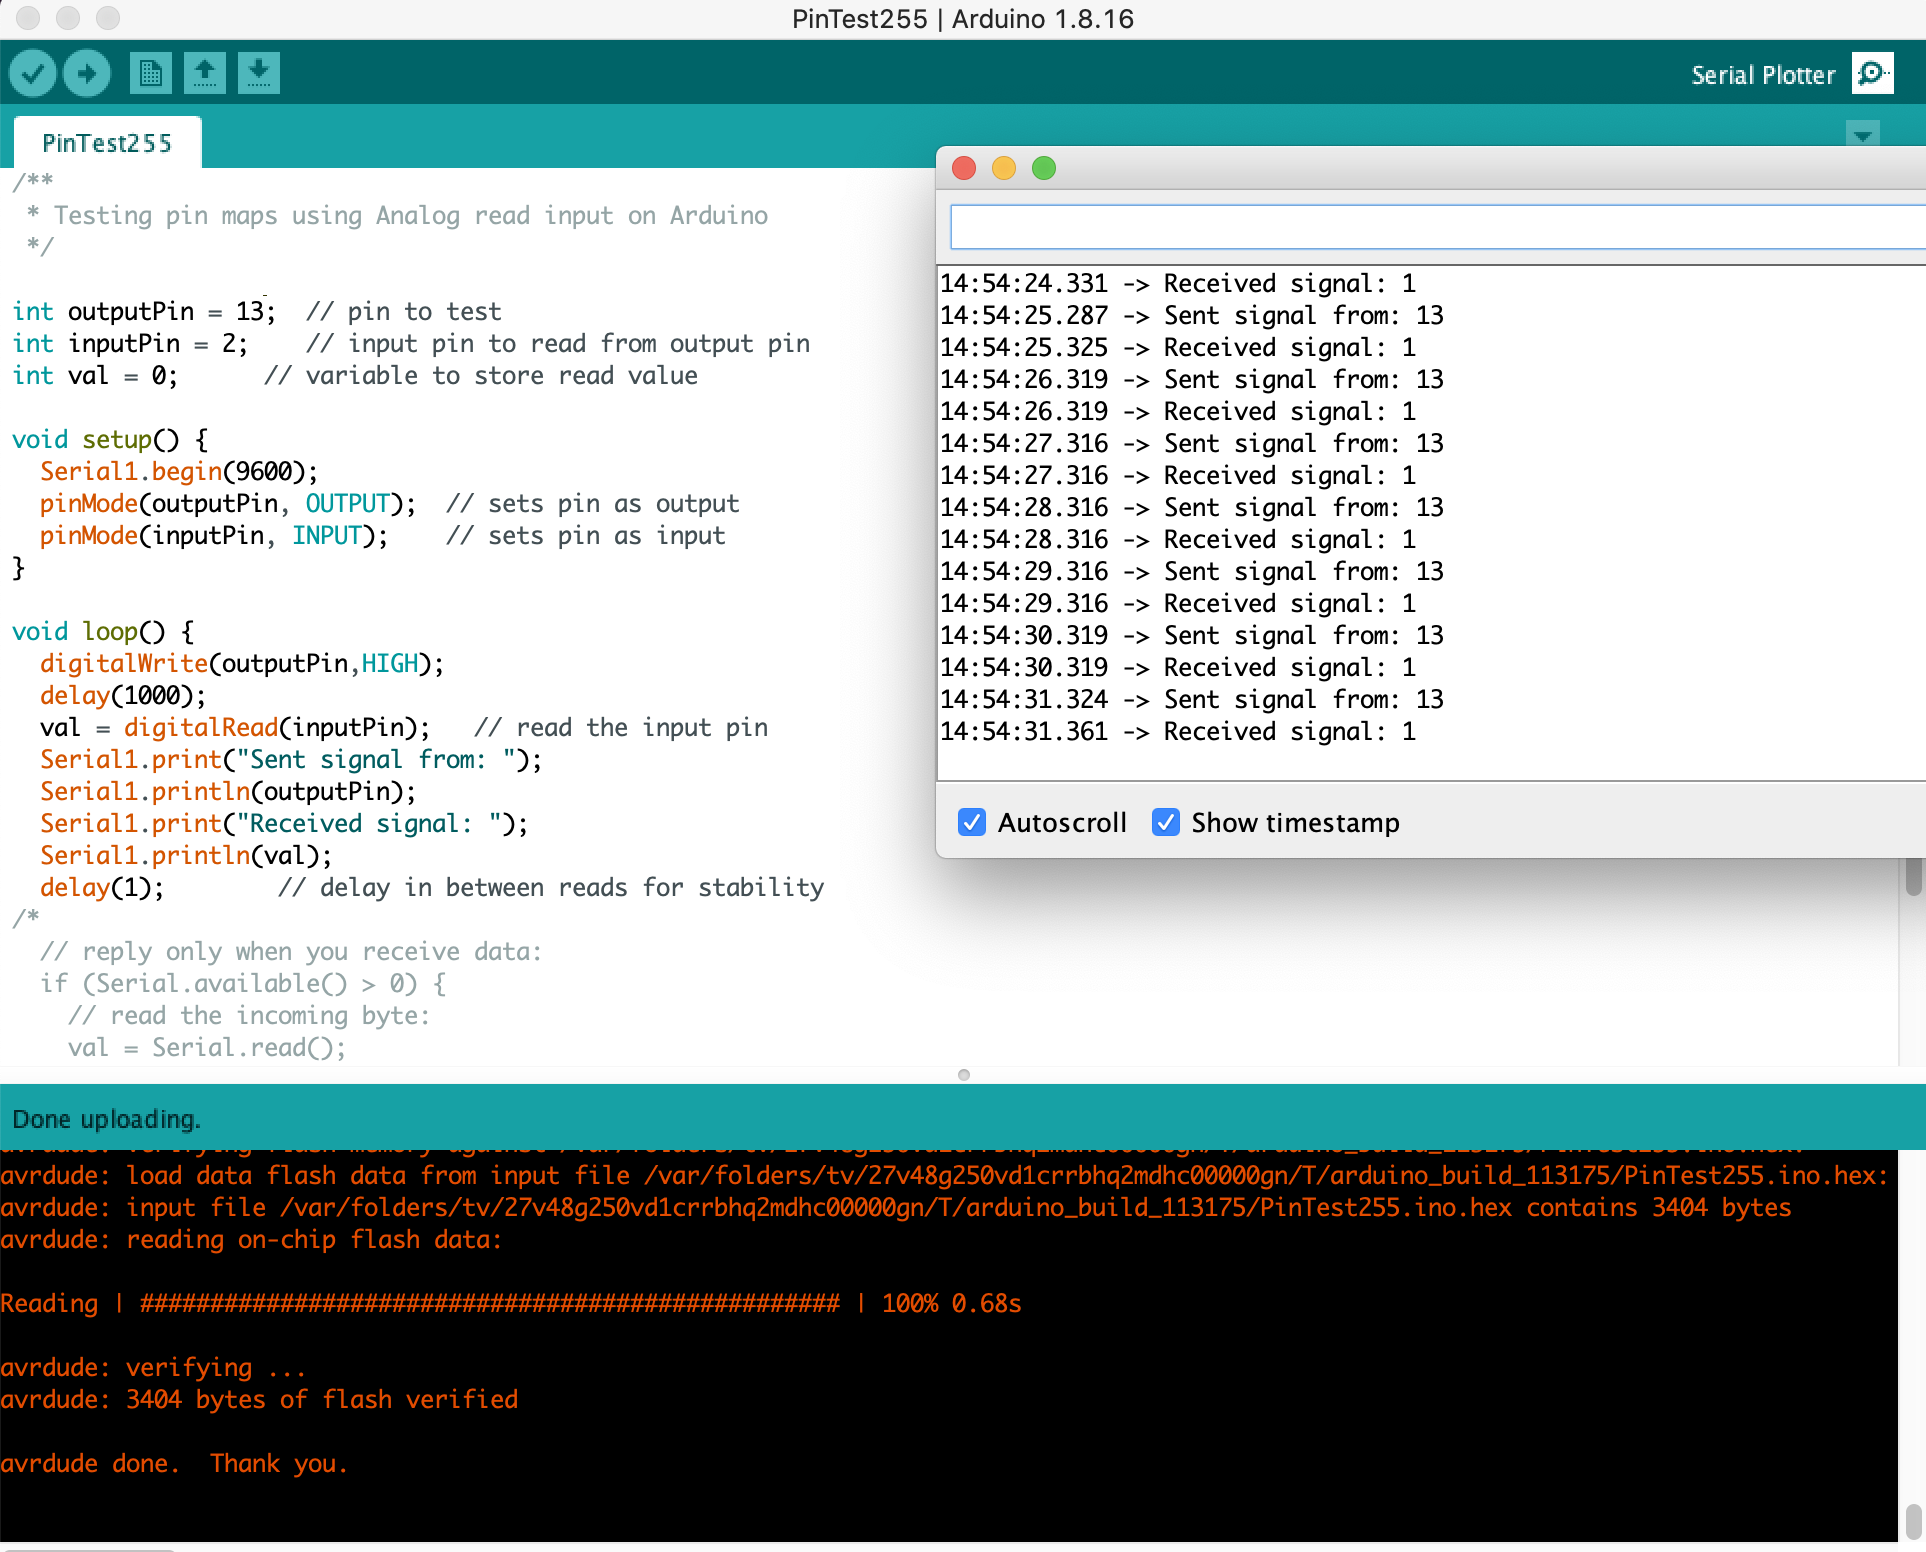 PinTest255 | Arduino 1.8.16
Serial Plotter
PinTest255
/**
 * Testing pin maps using Analog read input on Arduino
 */
int outputPin = 13;  // pin to test
int inputPin = 2;    // input pin to read from output pin
int val = 0;      // variable to store read value
void setup() {
  Serial1.begin(9600);
  pinMode(outputPin, OUTPUT);  // sets pin as output
  pinMode(inputPin, INPUT);    // sets pin as input
}
void loop() {
  digitalWrite(outputPin,HIGH);
  delay(1000);
  val = digitalRead(inputPin);   // read the input pin
  Serial1.print("Sent signal from: ");
  Serial1.println(outputPin);
  Serial1.print("Received signal: ");
  Serial1.println(val);
  delay(1);        // delay in between reads for stability
/*
  // reply only when you receive data:
  if (Serial.available() > 0) {
    // read the incoming byte:
    val = Serial.read();
14:54:24.331 -> Received signal: 1
14:54:25.287 -> Sent signal from: 13
14:54:25.325 -> Received signal: 1
14:54:26.319 -> Sent signal from: 13
14:54:26.319 -> Received signal: 1
14:54:27.316 -> Sent signal from: 13
14:54:27.316 -> Received signal: 1
14:54:28.316 -> Sent signal from: 13
14:54:28.316 -> Received signal: 1
14:54:29.316 -> Sent signal from: 13
14:54:29.316 -> Received signal: 1
14:54:30.319 -> Sent signal from: 13
14:54:30.319 -> Received signal: 1
14:54:31.324 -> Sent signal from: 13
14:54:31.361 -> Received signal: 1
Autoscroll Show timestamp
Done uploading.
avrdude: load data flash data from input file /var/folders/tv/27v48g250vd1crrbhq2mdhc00000gn/T/arduino_build_113175/PinTest255.ino.hex:
avrdude: input file /var/folders/tv/27v48g250vd1crrbhq2mdhc00000gn/T/arduino_build_113175/PinTest255.ino.hex contains 3404 bytes
avrdude: reading on-chip flash data:
Reading | ################################################## | 100% 0.68s
avrdude: verifying ...
avrdude: 3404 bytes of flash verified
avrdude done.  Thank you.